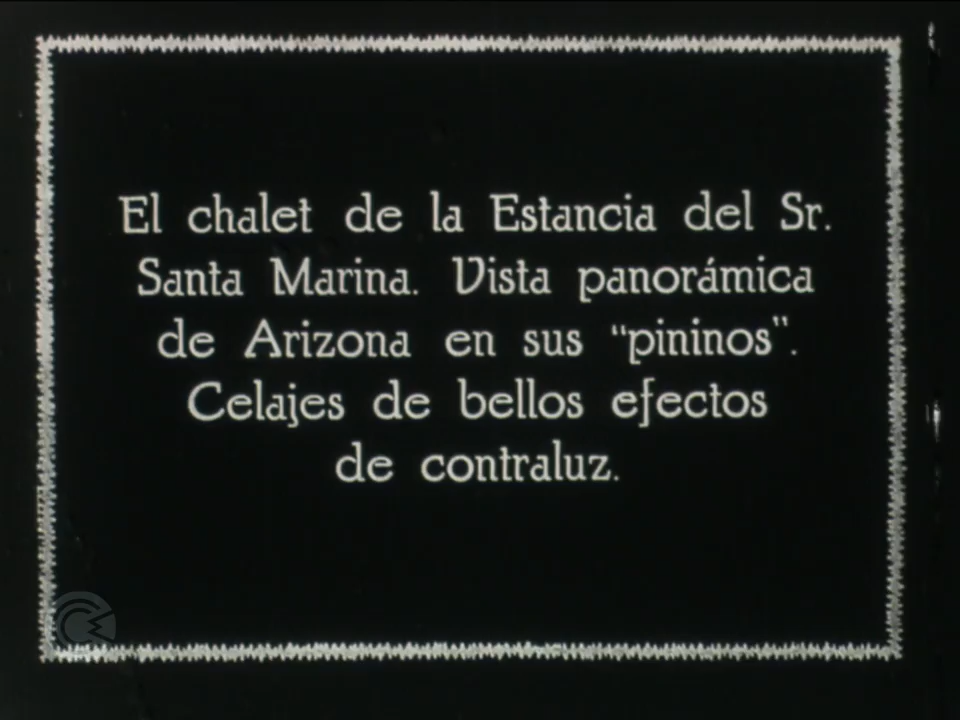 El chalet de la Estancia del Sr.
Santa Marina. Vista panorámica
de Arizona en sus "pininos".
Celajes de bellos efectos
de contraluz.